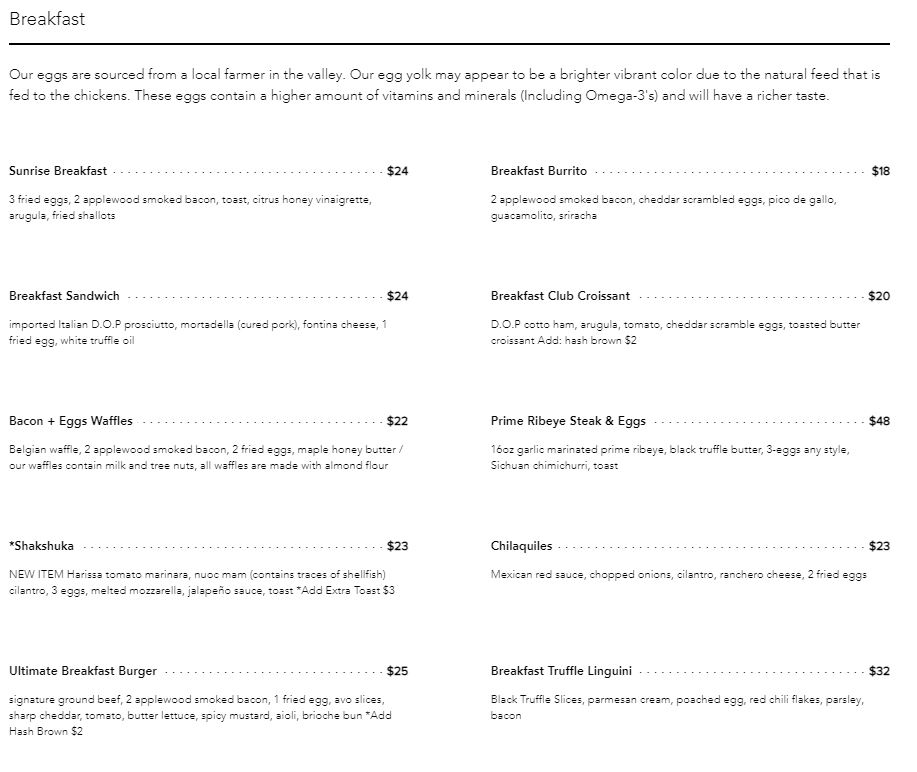 Breakfast
Our eggs are sourced from a local farmer in the valley. Our egg yolk may appear to be a brighter vibrant color due to the natural feed that is
fed to the chickens. These eggs contain a higher amount of vitamins and minerals (Including Omega-3's) and will have a richer taste.
Sunrise Breakfast $24
3 fried eggs, 2 applewood smoked bacon, toast, citrus honey vinaigrette,
arugula, fried shallots
Breakfast Burrito $18
2 applewood smoked bacon, cheddar scrambled eggs, pico de gallo,
guacamolito, sriracha
Breakfast Sandwich $24
imported Italian D.O.P prosciutto, mortadella (cured pork), fontina cheese, 1
fried egg, white truffle oil
Breakfast Club Croissant $20
D.O.P cotto ham, arugula, tomato, cheddar scramble eggs, toasted butter
croissant Add: hash brown $2
Bacon + Eggs Waffles $22
Belgian waffle, 2 applewood smoked bacon, 2 fried eggs, maple honey butter /
our waffles contain milk and tree nuts, all waffles are made with almond flour
Prime Ribeye Steak & Eggs $48
16oz garlic marinated prime ribeye, black truffle butter, 3-eggs any style,
Sichuan chimichurri, toast
*Shakshuka $23
NEW ITEM Harissa tomato marinara, nuoc mam (contains traces of shellfish)
cilantro, 3 eggs, melted mozzarella, jalapeño sauce, toast *Add Extra Toast $3
Chilaquiles $23
Mexican red sauce, chopped onions, cilantro, ranchero cheese, 2 fried eggs
Ultimate Breakfast Burger $25
signature ground beef, 2 applewood smoked bacon, 1 fried egg, avo slices,
sharp cheddar, tomato, butter lettuce, spicy mustard, aioli, brioche bun *Add
Hash Brown $2
Breakfast Truffle Linguini $32
Black Truffle Slices, parmesan cream, poached egg, red chili flakes, parsley,
bacon